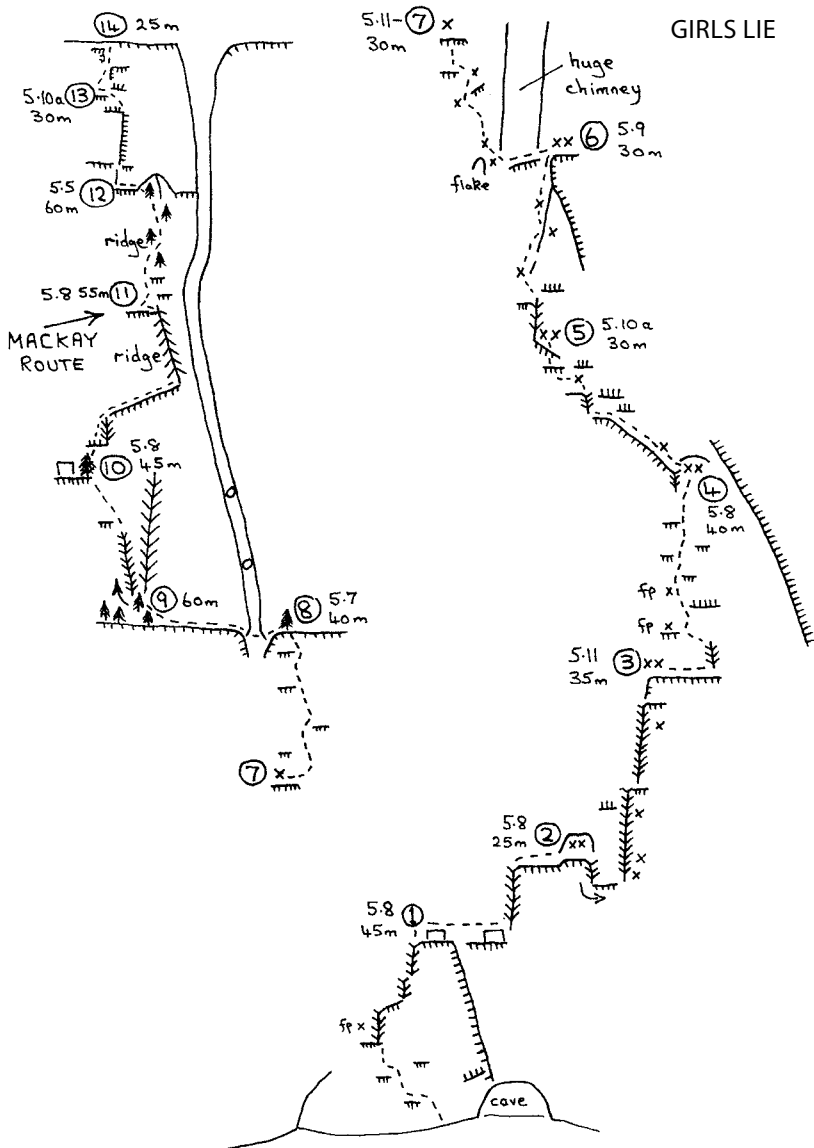 GIRLS LIE
14 25m
5.10a 13
30m
5.5 12
60m
ridge
5.8 55m 11
MACKAY
ROUTE
ridge
10 5.8
45m
9 60m
8 5.7
40m
7
5.11- 7 x
30m
huge
chimney
xx 6 5.9
30m
flake
x
x
x
x
x
x
x
xx 5 5.10a
30m
x
x
xx
4
5.8
40m
fp x
fp x
5.11 3 xx
35m
x
x
x
x
5.8 2
25m xx
5.8 1
45m
fp x
cave